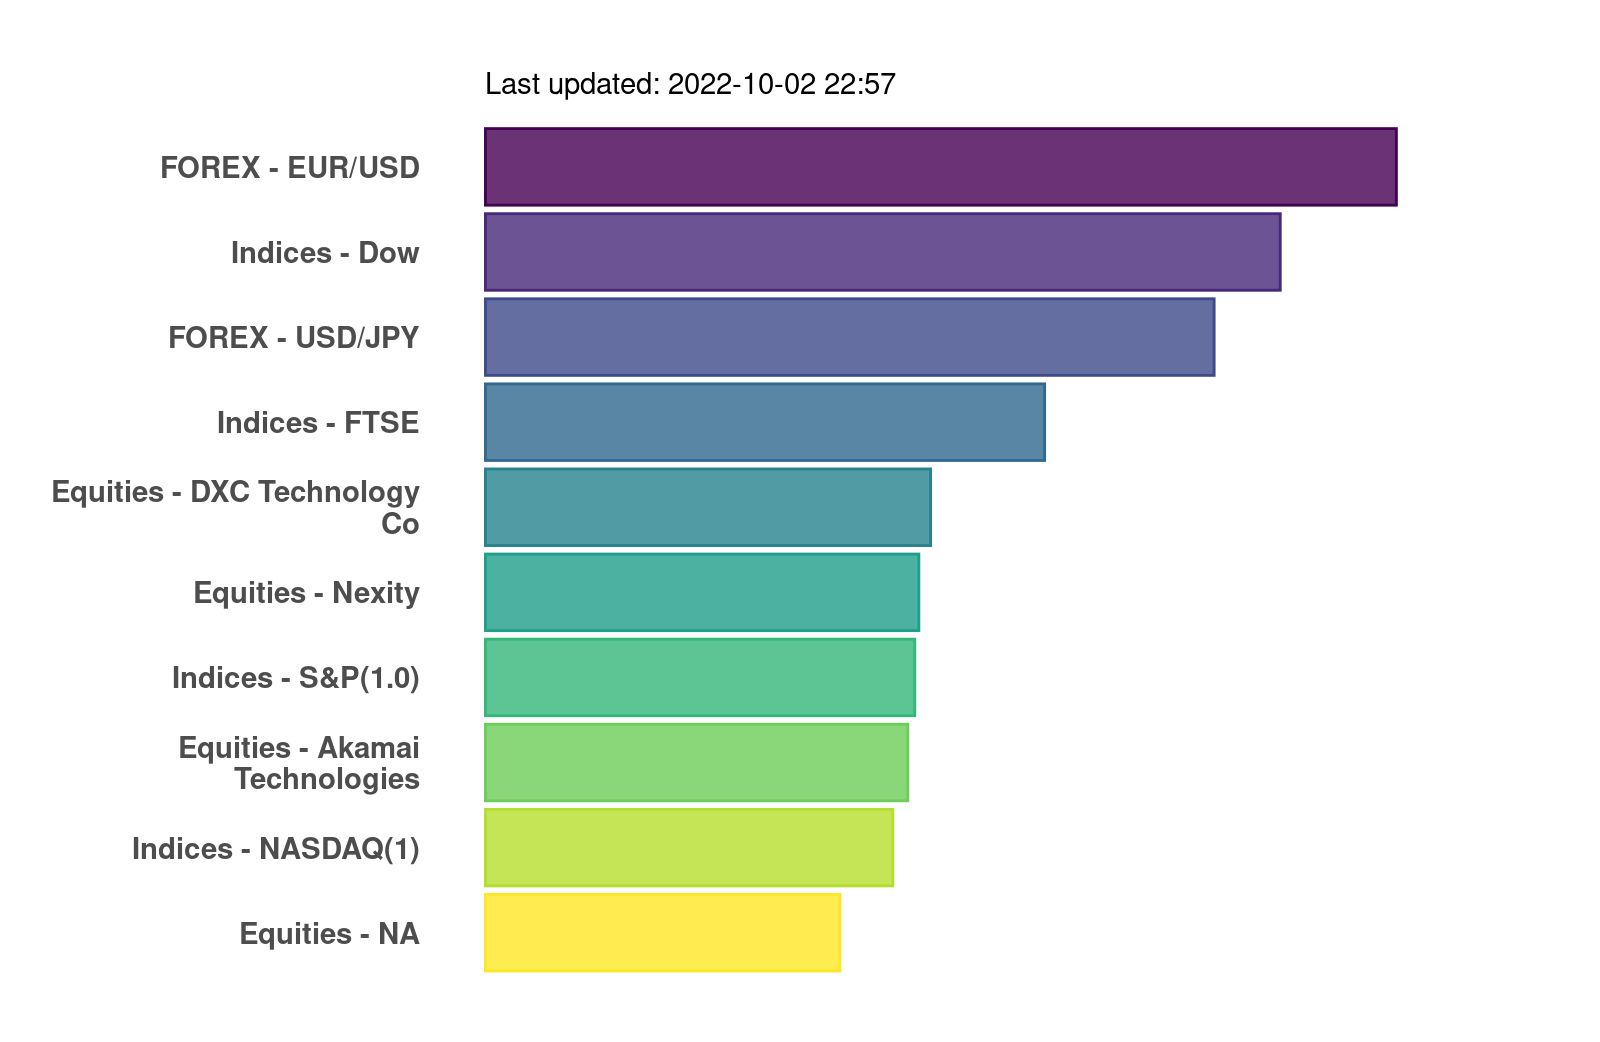 Last updated: 2022-10-02 22:57
FOREX - EUR/USD
Indices - Dow
FOREX - USD/JPY
Indices - FTSE
Equities - DXC Technology
Co
Equities - Nexity
Indices - S&P(1.0)
Equities - Akamai
Technologies
Indices - NASDAQ(1)
Equities - NA